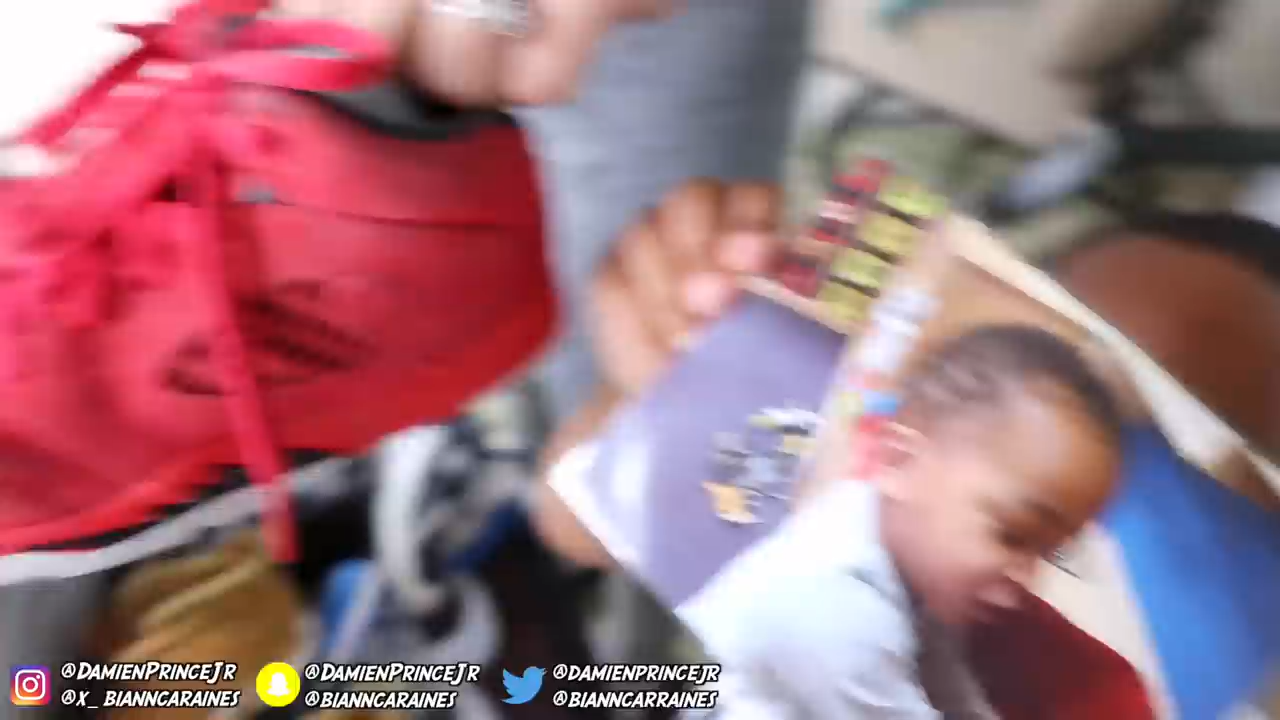 @DamienPrinceJr
@x_bianncaraines
@DamienPrinceJr
@bianncaraines
@damienprinceJr
@bianncarraines